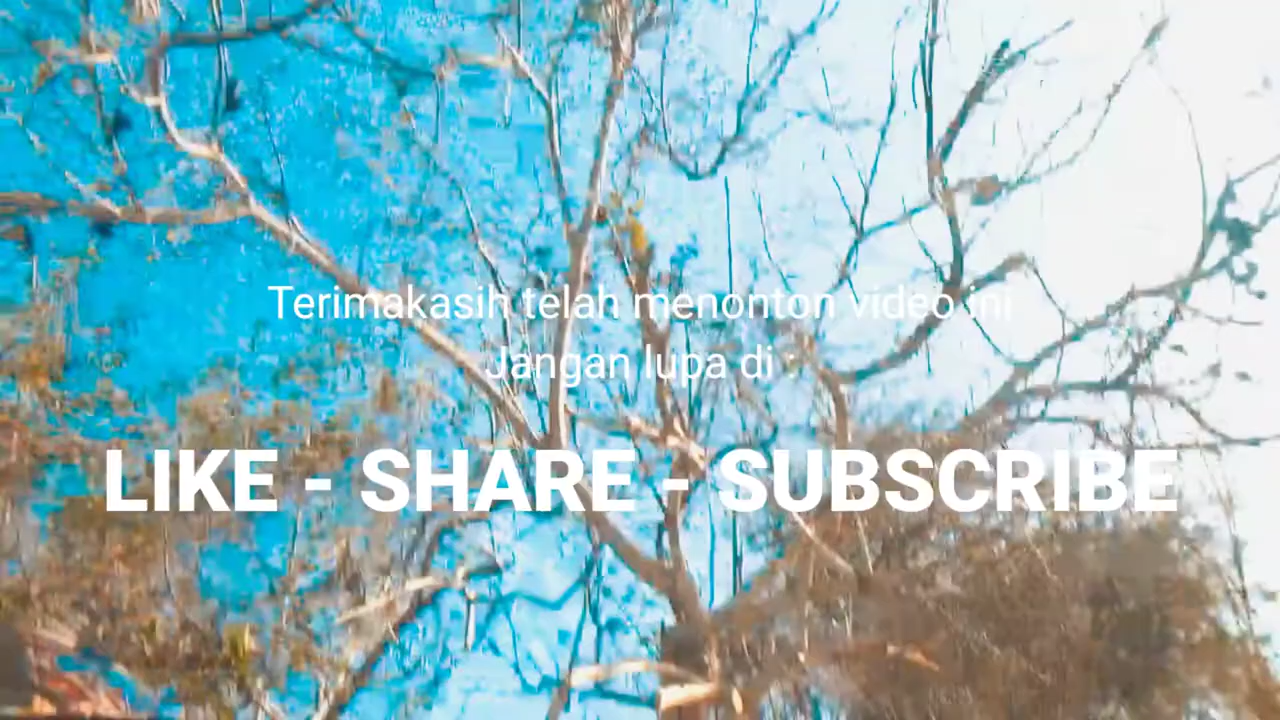 Terimakasih telah menonton video ini
Jangan lupa di :
LIKE - SHARE - SUBSCRIBE